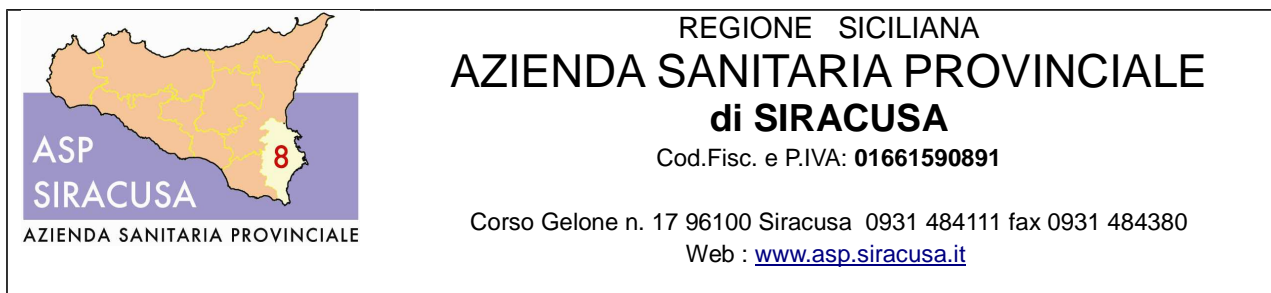 ASP
SIRACUSA
8
AZIENDA SANITARIA PROVINCIALE
REGIONE SICILIANA
AZIENDA SANITARIA PROVINCIALE
di SIRACUSA
Cod.Fisc. e P.IVA: 01661590891
Corso Gelone n. 17 96100 Siracusa 0931 484111 fax 0931 484380
Web : www.asp.siracusa.it